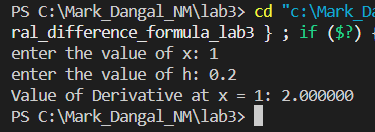 PS C:\Mark_Dangal_NM\lab3> cd "c:\Mark_Da
ral_difference_formula_lab3 } ; if ($?) {
enter the value of x: 1
enter the value of h: 0.2
Value of Derivative at x = 1: 2.000000
PS C:\Mark_Dangal_NM\lab3>